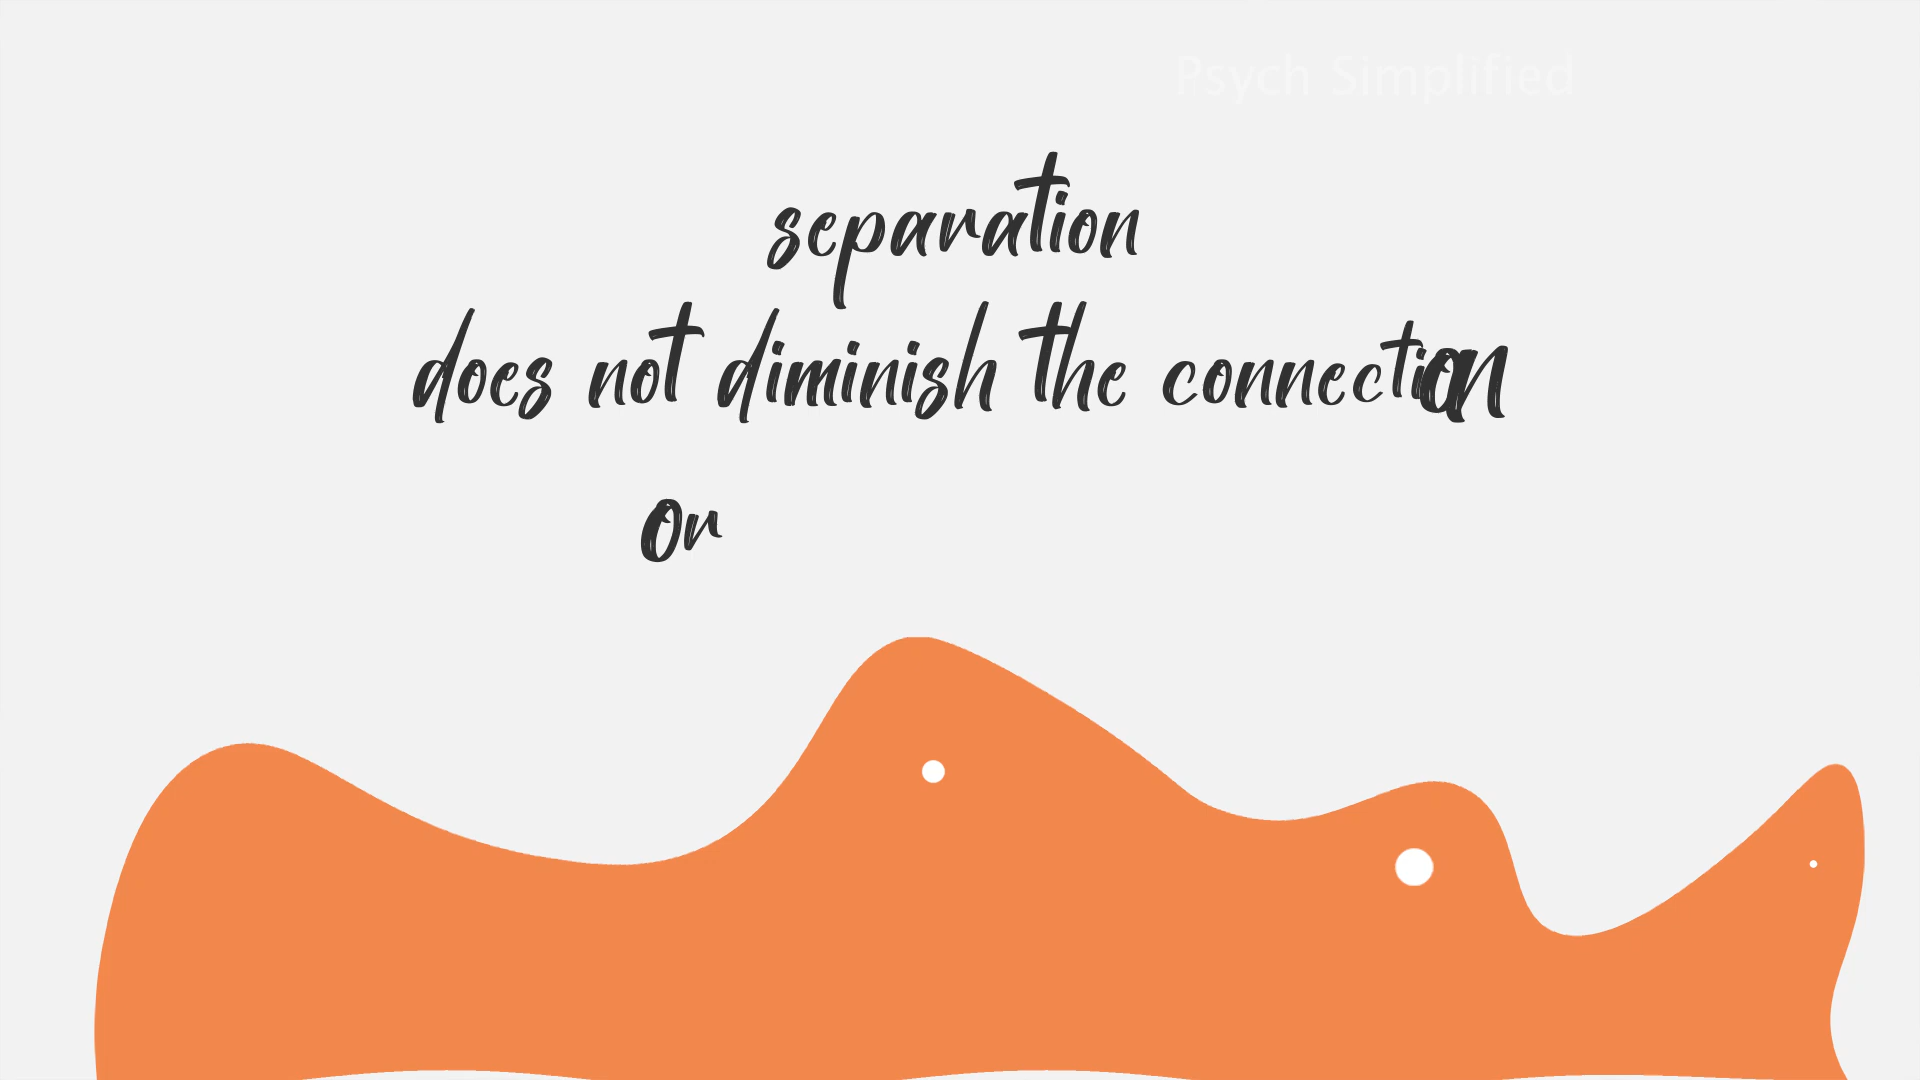 Psych Simplified
separation
does not diminish the connection
or